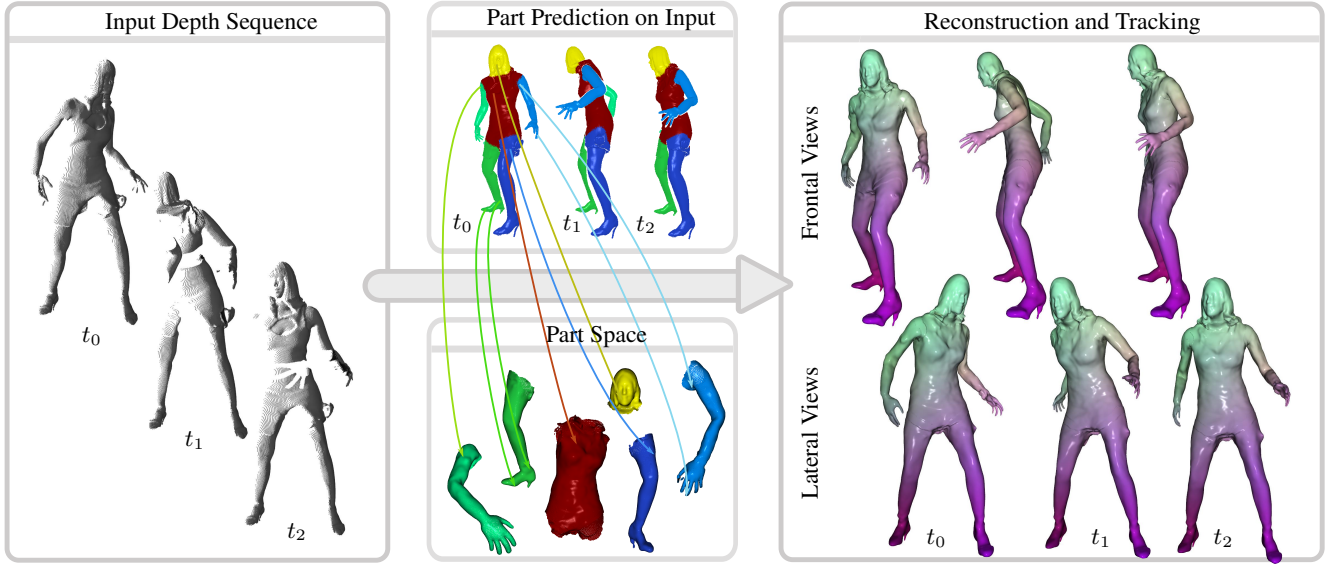 Input Depth Sequence
t0
t1
t2
Part Prediction on Input
t0
t1
t2
Part Space
Reconstruction and Tracking
Frontal Views
Lateral Views
t0
t1
t2